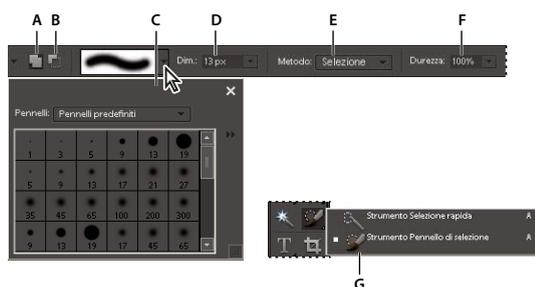 A B C D E F
Dim.: 13 px Metodo: Selezione Durezza: 100%
Pennelli: Pennelli predefiniti
1 3 5 9 13 19
5 9 13 17 21 27
35 45 65 100 200 300
9 13 19 17 45 65
Strumento Selezione rapida A
T Strumento Pennello di selezione A
G